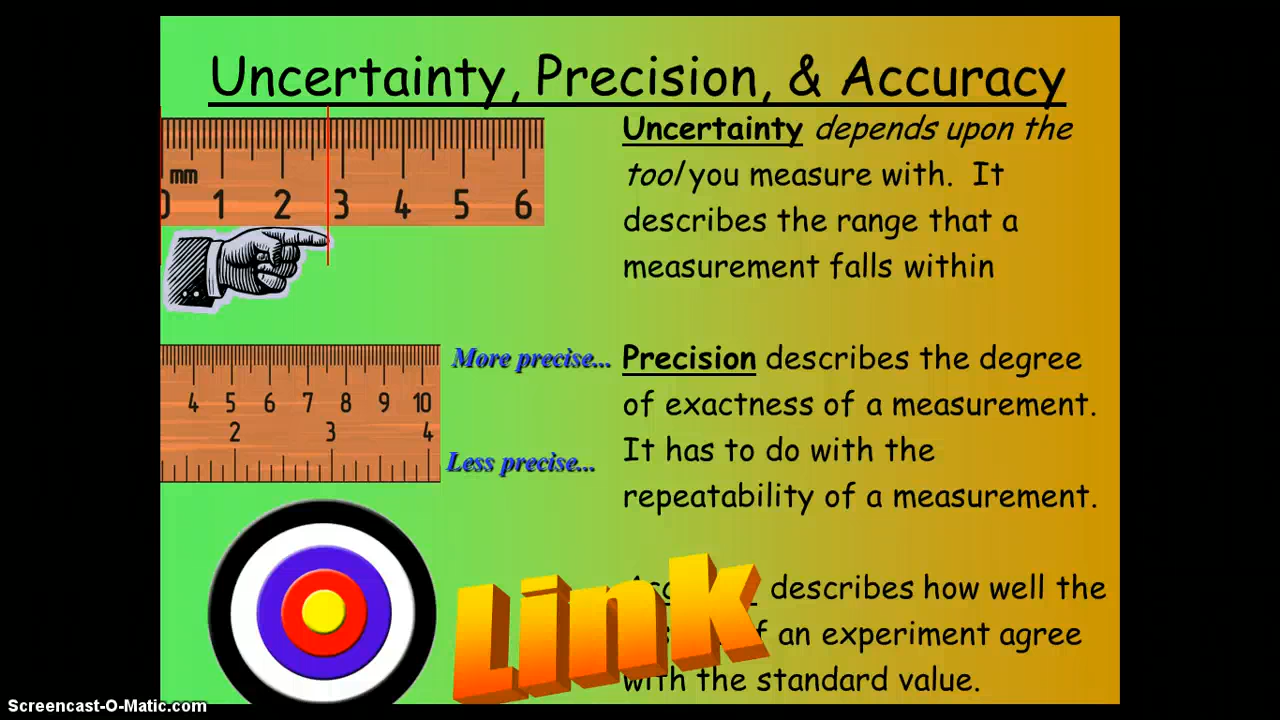 Uncertainty, Precision, & Accuracy
mm
0 1 2 3 4 5 6
Uncertainty depends upon the
tool you measure with. It
describes the range that a
measurement falls within
4 5 6 7 8 9 10
2 3 4
More precise...
Less precise...
Precision describes the degree
of exactness of a measurement.
It has to do with the
repeatability of a measurement.
Link
describes how well the
of an experiment agree
with the standard value.
Screencast-O-Matic.com